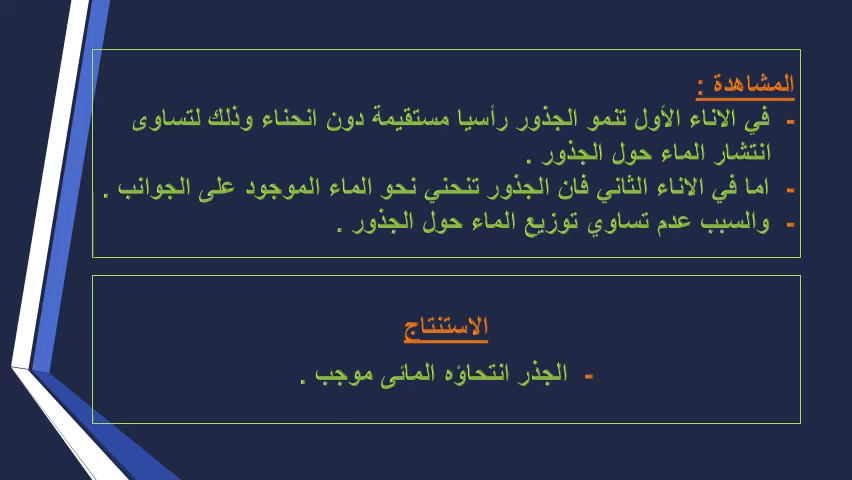 المشاهدة :
- في الاناء الأول تنمو الجذور رأسيا مستقيمة دون انحناء وذلك لتساوى
انتشار الماء حول الجذور .
- اما في الاناء الثاني فان الجذور تنحني نحو الماء الموجود على الجوانب .
- والسبب عدم تساوي توزيع الماء حول الجذور .
الاستنتاج
- الجذر انتحاؤه المائى موجب .